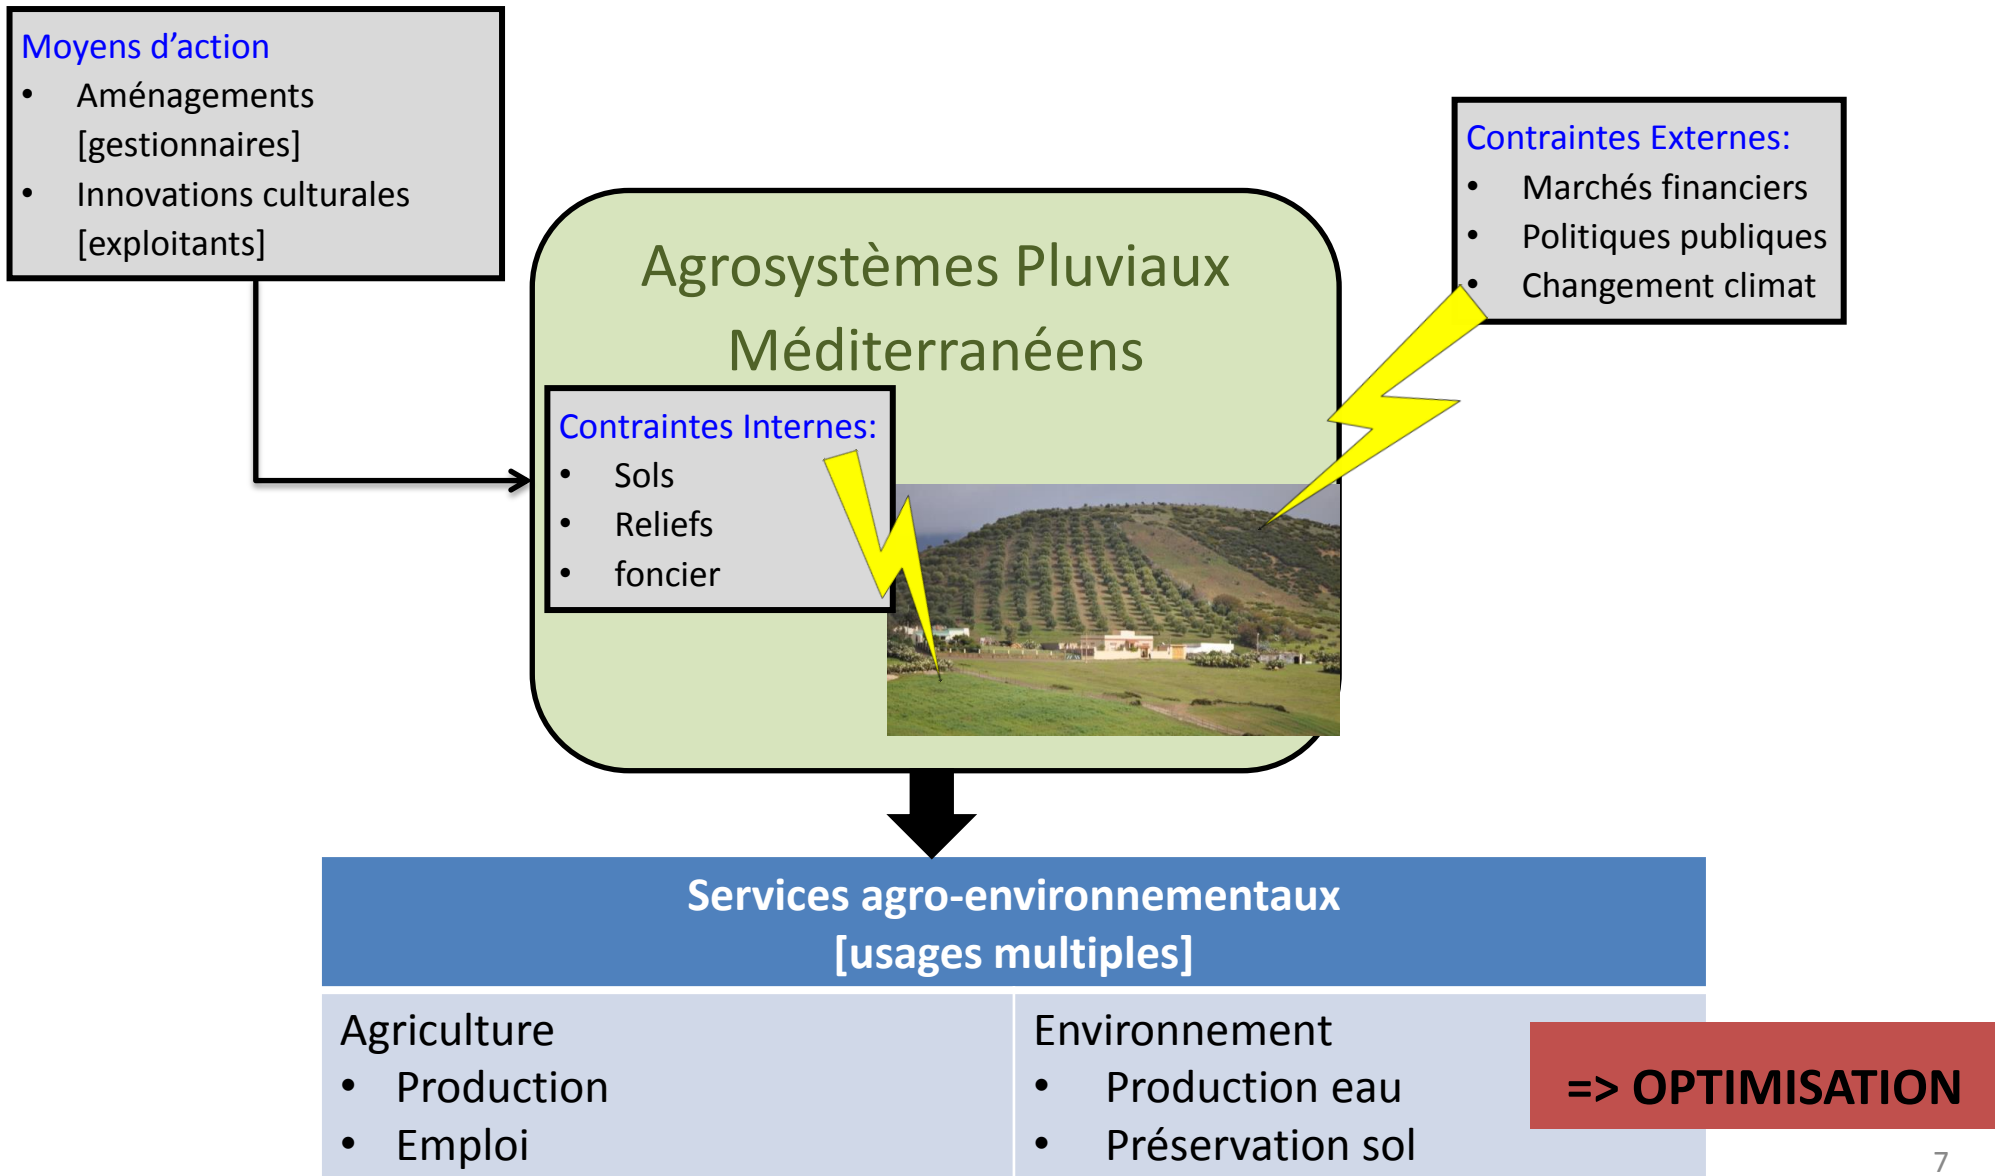 Moyens d'action
• Aménagements
[gestionnaires]
• Innovations culturales
[exploitants]
Contraintes Externes:
• Marchés financiers
• Politiques publiques
• Changement climat
Agrosystèmes Pluviaux
Méditerranéens
Contraintes Internes:
• Sols
• Reliefs
• foncier
Services agro-environnementaux
[usages multiples]
Agriculture
• Production
• Emploi
Environnement
• Production eau
• Préservation sol
=> OPTIMISATION
7